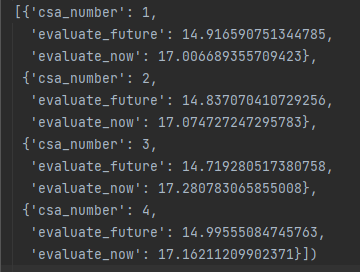 [{'csa_number': 1,
'evaluate_future': 14.916590751344785,
'evaluate_now': 17.006689355709423},
{'csa_number': 2,
'evaluate_future': 14.837070410729256,
'evaluate_now': 17.074727247295783},
{'csa_number': 3,
'evaluate_future': 14.719280517380758,
'evaluate_now': 17.280783065855008},
{'csa_number': 4,
'evaluate_future': 14.99555084745763,
'evaluate_now': 17.16211209902371}])